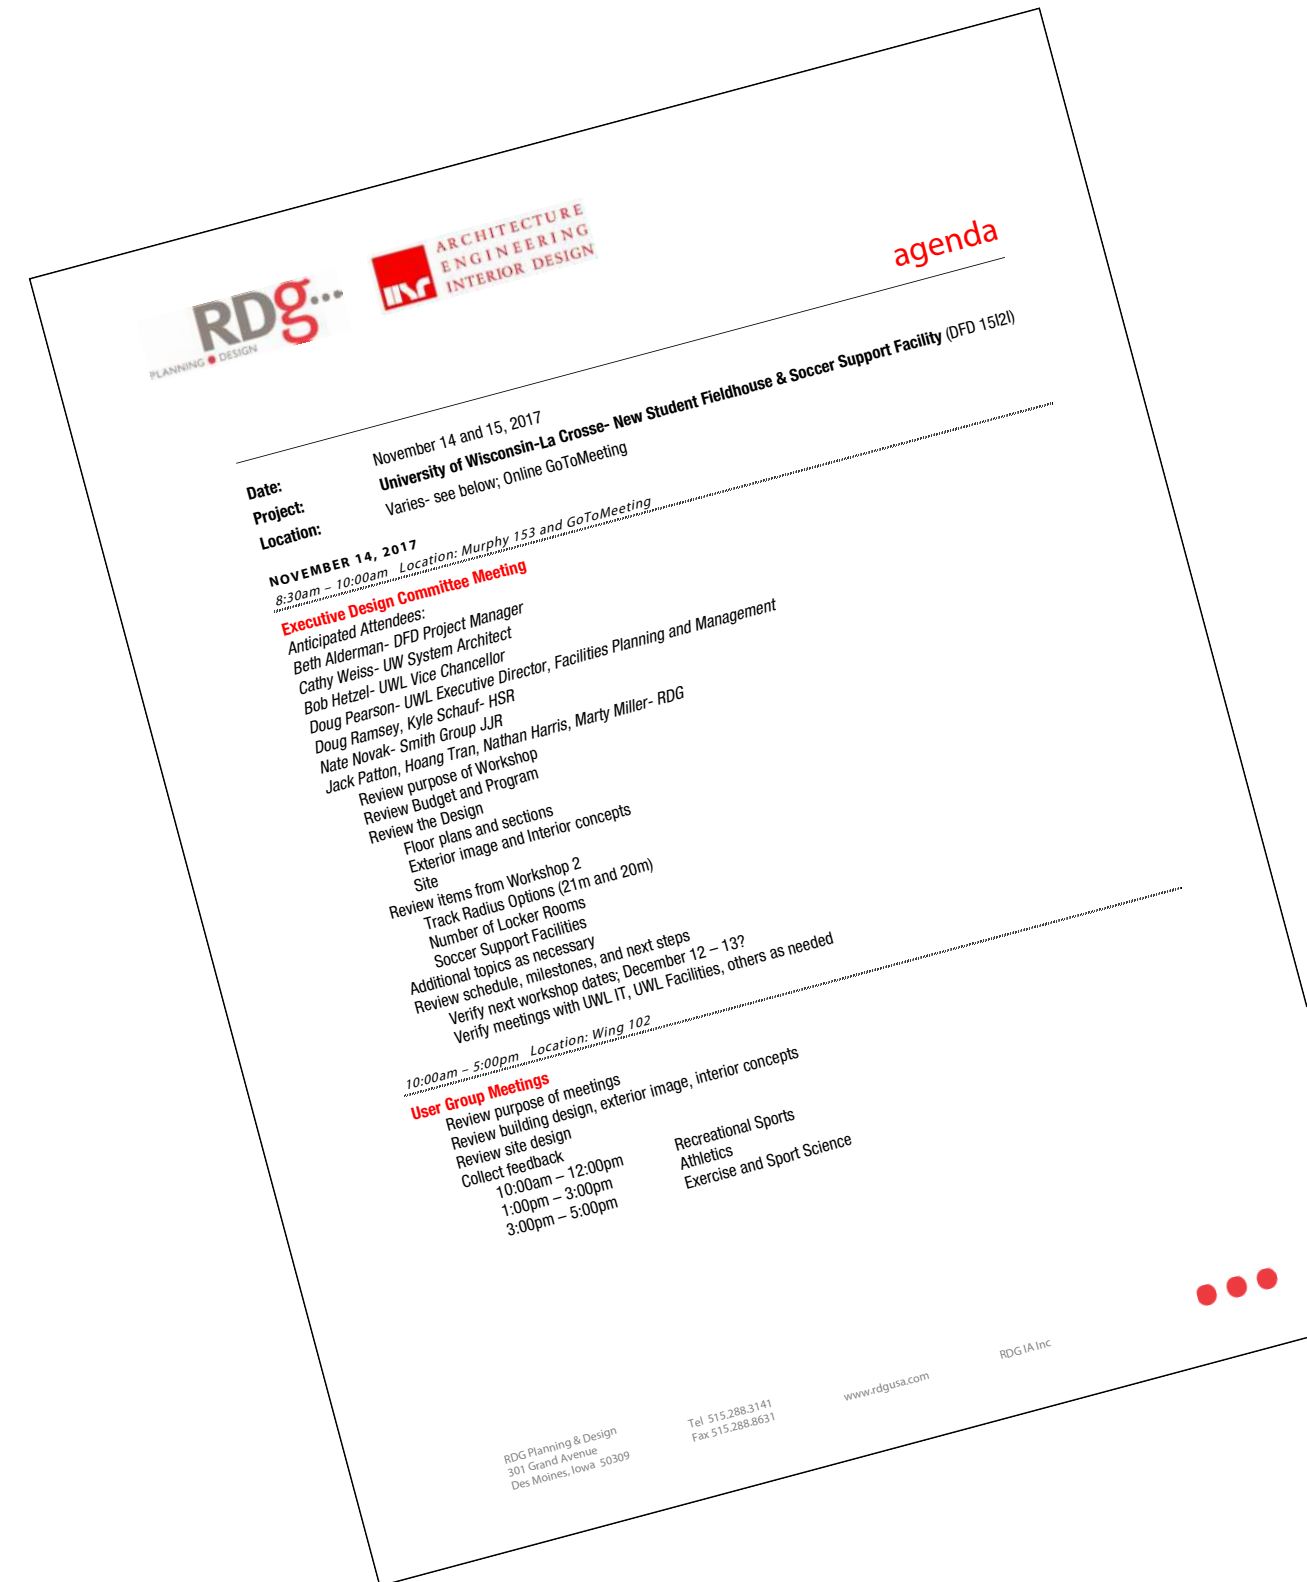 RDg...
PLANNING • DESIGN
HSR
ARCHITECTURE
ENGINEERING
INTERIOR DESIGN
agenda
Date: November 14 and 15, 2017
Project: University of Wisconsin-La Crosse- New Student Fieldhouse & Soccer Support Facility (DFD 15I2I)
Location: Varies- see below; Online GoToMeeting
NOVEMBER 14, 2017
8:30am – 10:00am Location: Murphy 153 and GoToMeeting
Executive Design Committee Meeting
Anticipated Attendees:
Beth Alderman- DFD Project Manager
Cathy Weiss- UW System Architect
Bob Hetzel- UWL Vice Chancellor
Doug Pearson- UWL Executive Director, Facilities Planning and Management
Doug Ramsey, Kyle Schauf- HSR
Nate Novak- Smith Group JJR
Jack Patton, Hoang Tran, Nathan Harris, Marty Miller- RDG
Review purpose of Workshop
Review Budget and Program
Review the Design
Floor plans and sections
Exterior image and Interior concepts
Site
Review items from Workshop 2
Track Radius Options (21m and 20m)
Number of Locker Rooms
Soccer Support Facilities
Additional topics as necessary
Review schedule, milestones, and next steps
Verify next workshop dates; December 12 – 13?
Verify meetings with UWL IT, UWL Facilities, others as needed
10:00am – 5:00pm Location: Wing 102
User Group Meetings
Review purpose of meetings
Review building design, exterior image, interior concepts
Review site design
Collect feedback
10:00am – 12:00pm Recreational Sports
1:00pm – 3:00pm Athletics
3:00pm – 5:00pm Exercise and Sport Science
RDG Planning & Design
301 Grand Avenue
Des Moines, Iowa 50309
Tel 515.288.3141
Fax 515.288.8631
www.rdgusa.com
RDG IA Inc